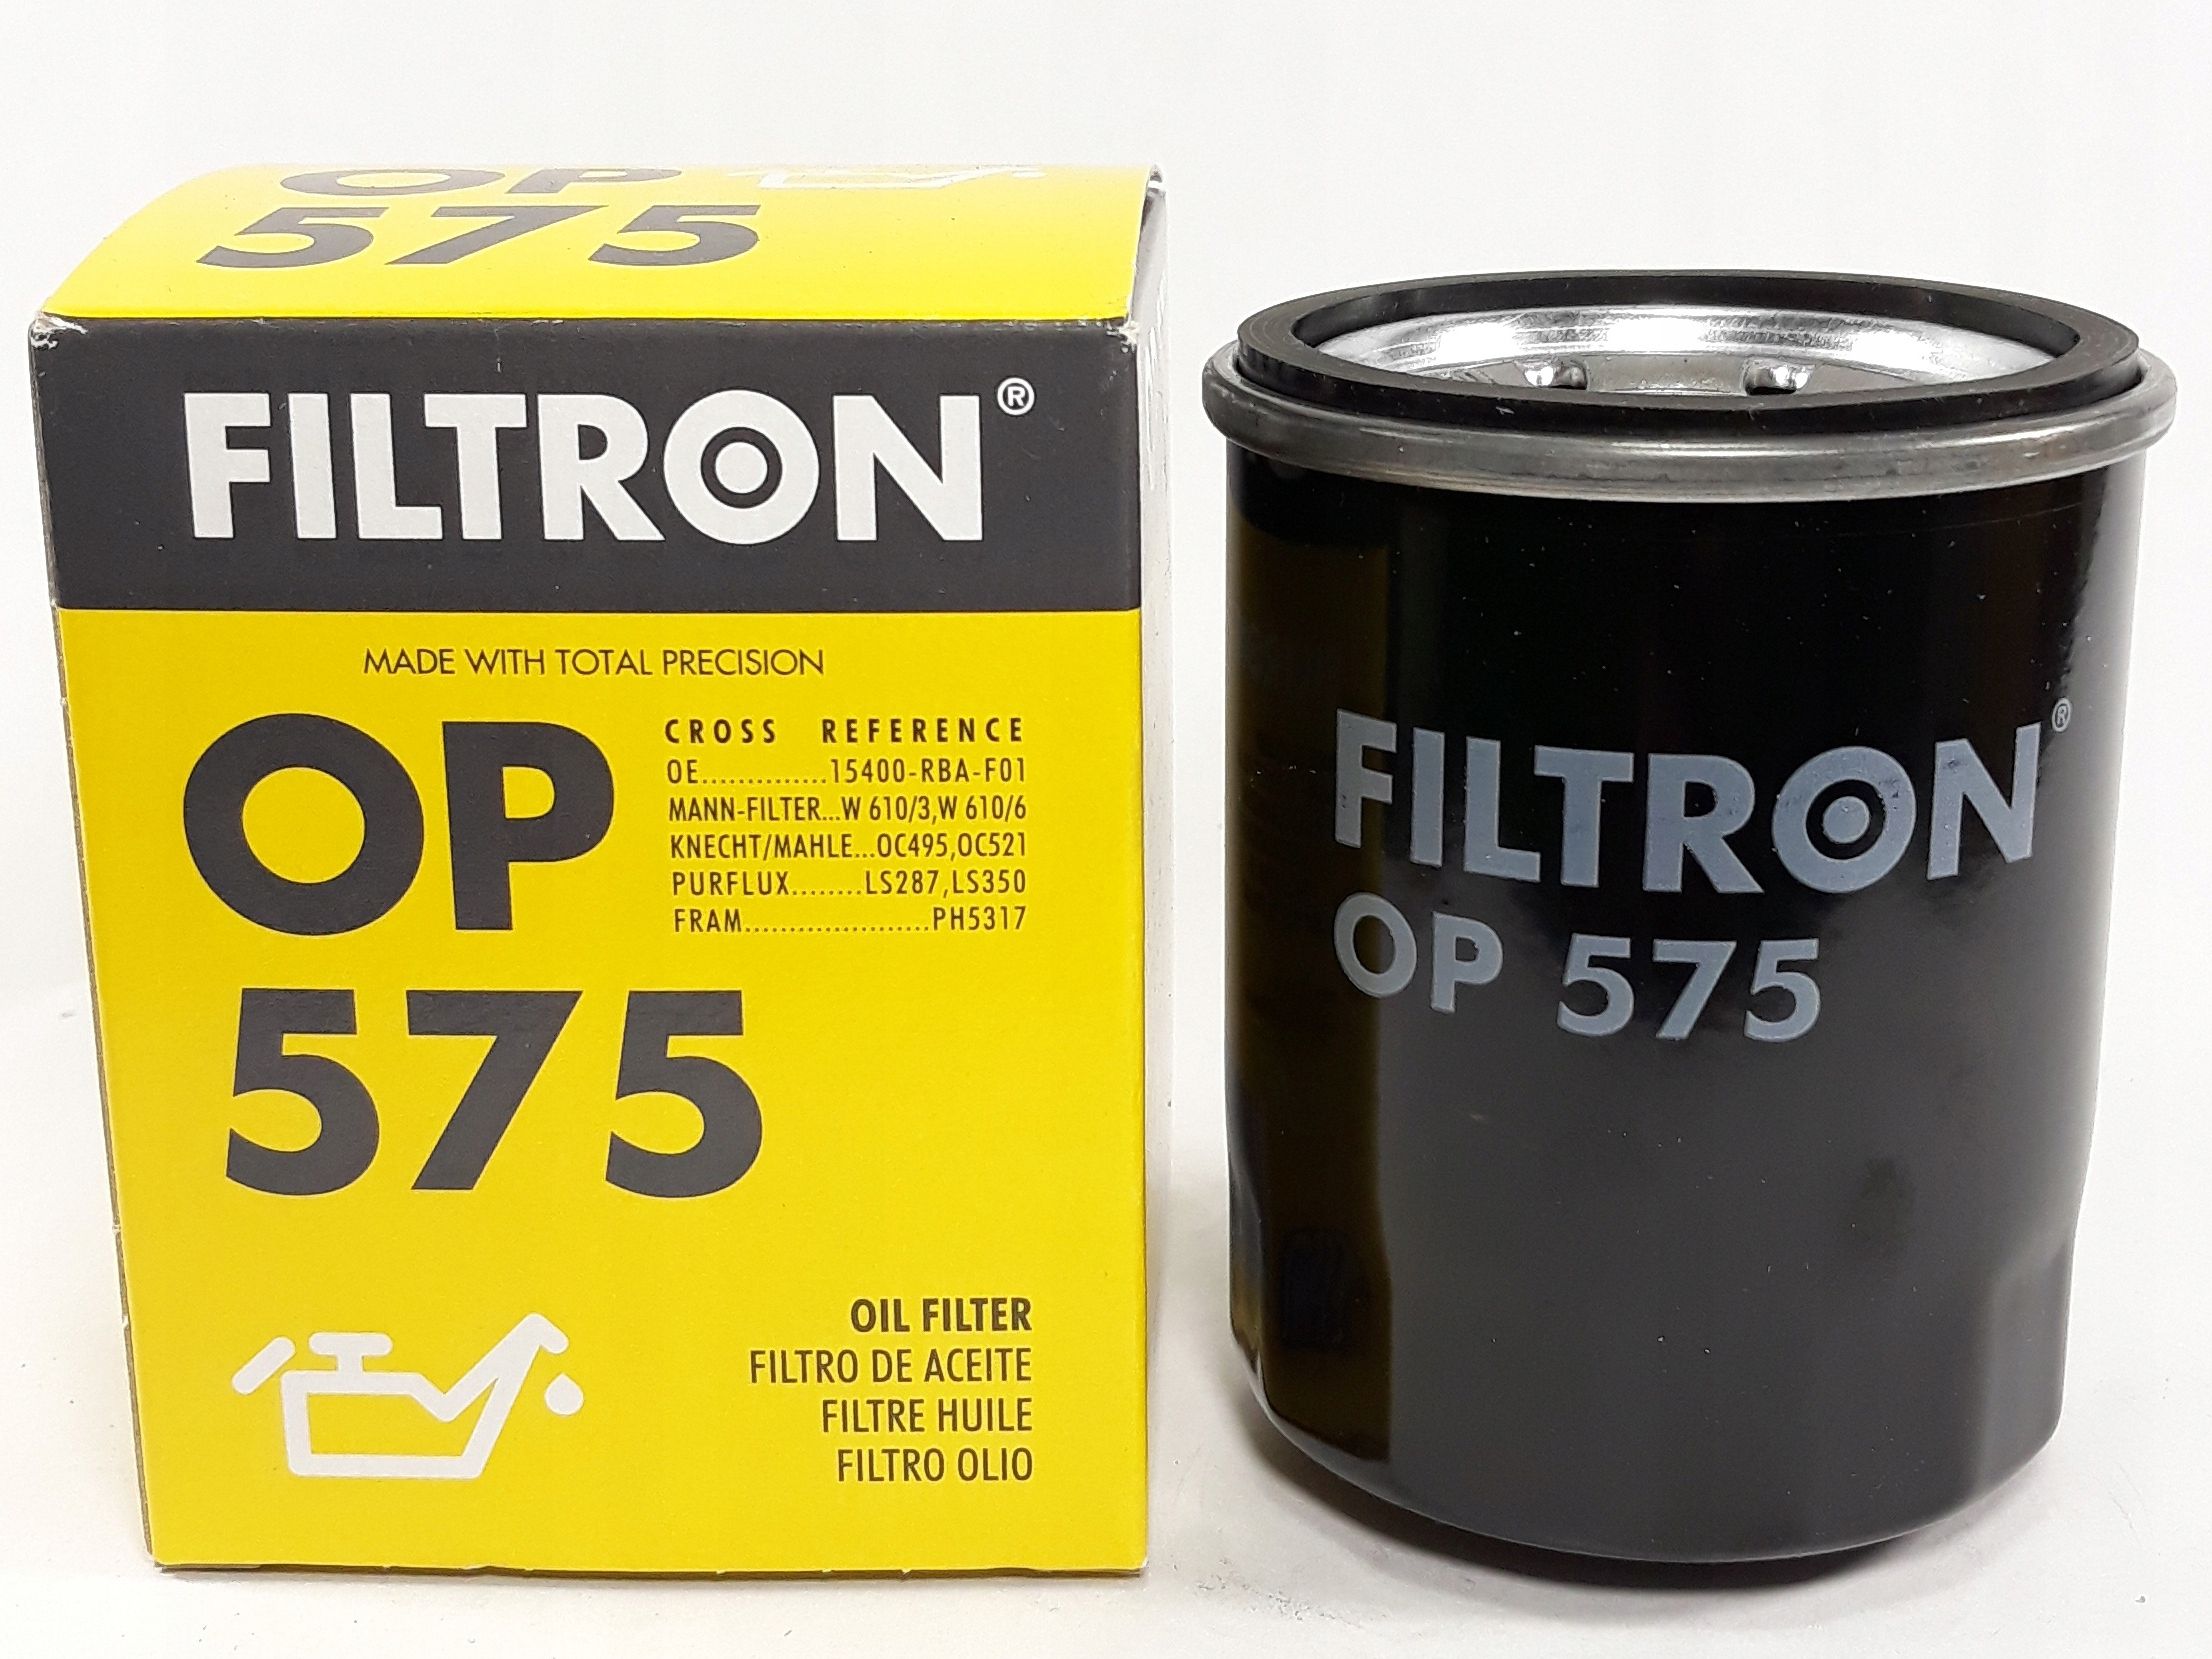 OP
575
FILTRON®
MADE WITH TOTAL PRECISION
OP
575
CROSS REFERENCE
OE..............15400-RBA-F01
MANN-FILTER...W 610/3,W 610/6
KNECHT/MAHLE...OC495,OC521
PURFLUX........LS287,LS350
FRAM.....................PH5317
OIL FILTER
FILTRO DE ACEITE
FILTRE HUILE
FILTRO OLIO
FILTRON®
OP 575